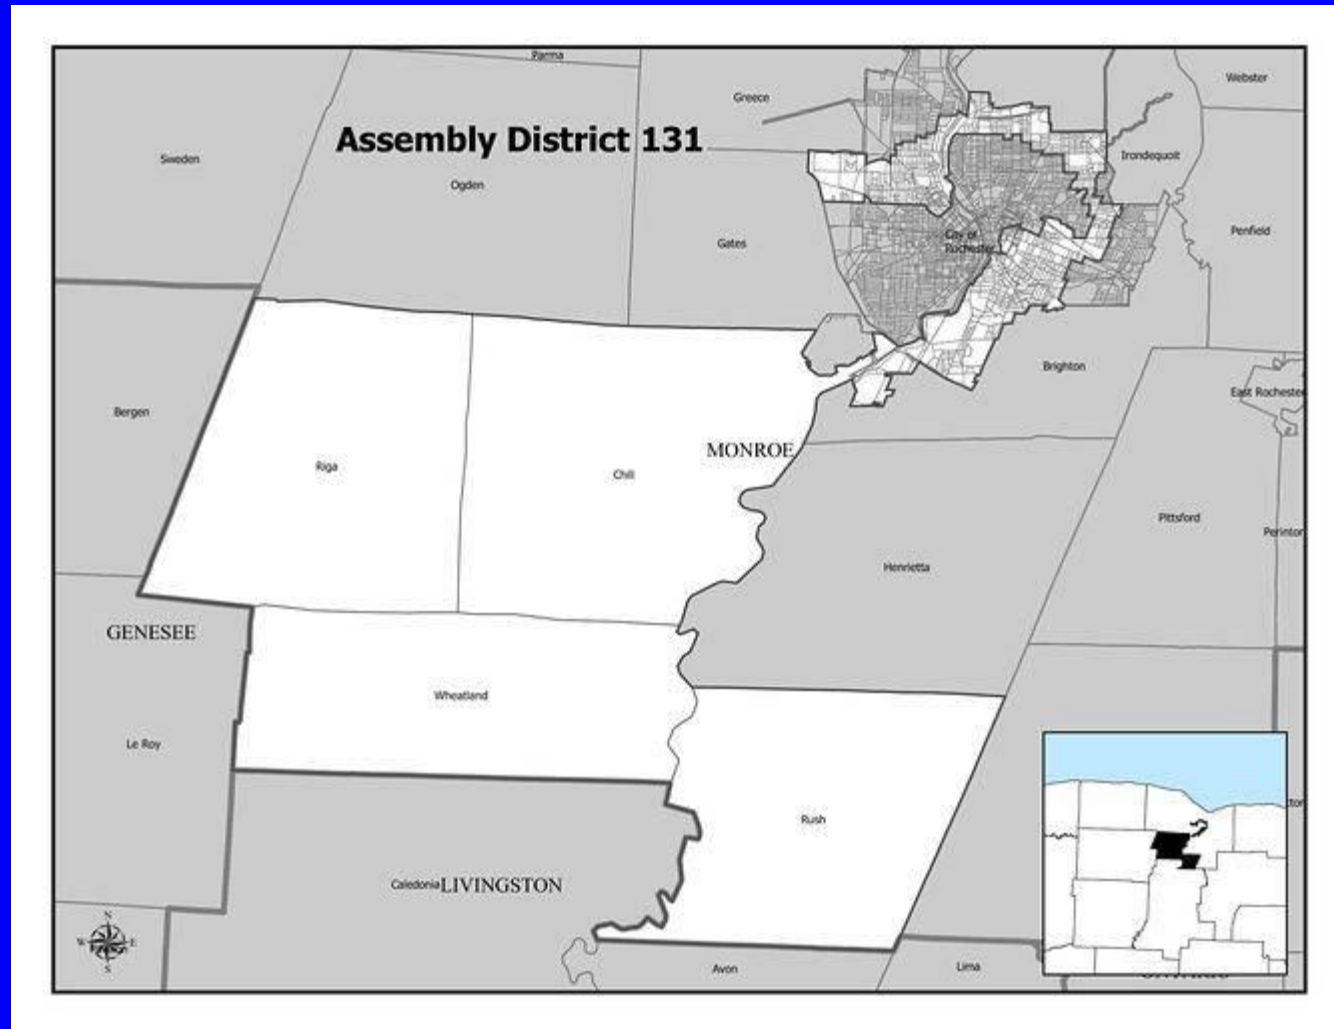 Parma
Webster
Greece
Assembly District 131
Sweden
Irondequoit
Ogden
Penfield
City of
Rochester
Gates
Brighton
East Rochester
Bergen
MONROE
Riga
Chili
Pittsford
Perinton
Henrietta
GENESEE
Wheatland
Le Roy
Rush
Caledonia
LIVINGSTON
N
W E
S
Avon
Lima